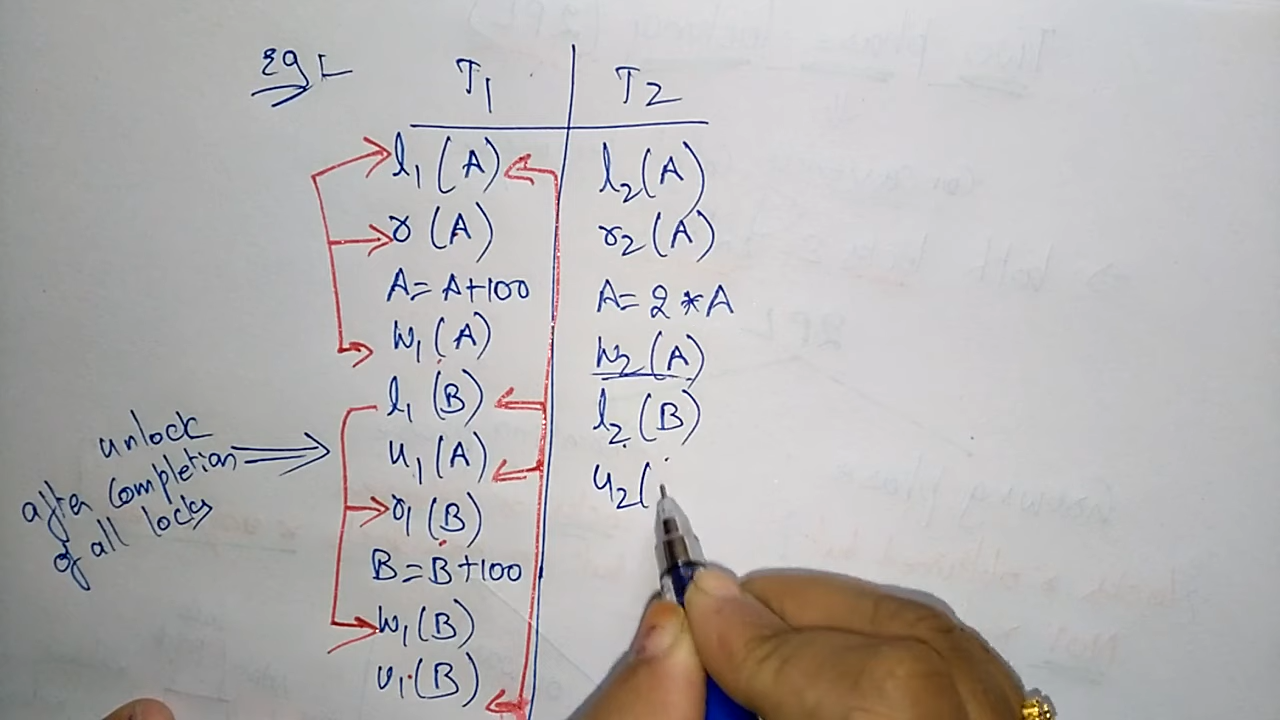 Eg 1
T1 T2
l1 (A) l2 (A)
r (A) r2 (A)
A = A+100 A = 2 * A
W1 (A) W2 (A)
l1 (B) l2 (B)
u1 (A) u2 (
r1 (B)
B = B+100
W1 (B)
u1 (B)
unlock
after completion
of all locks